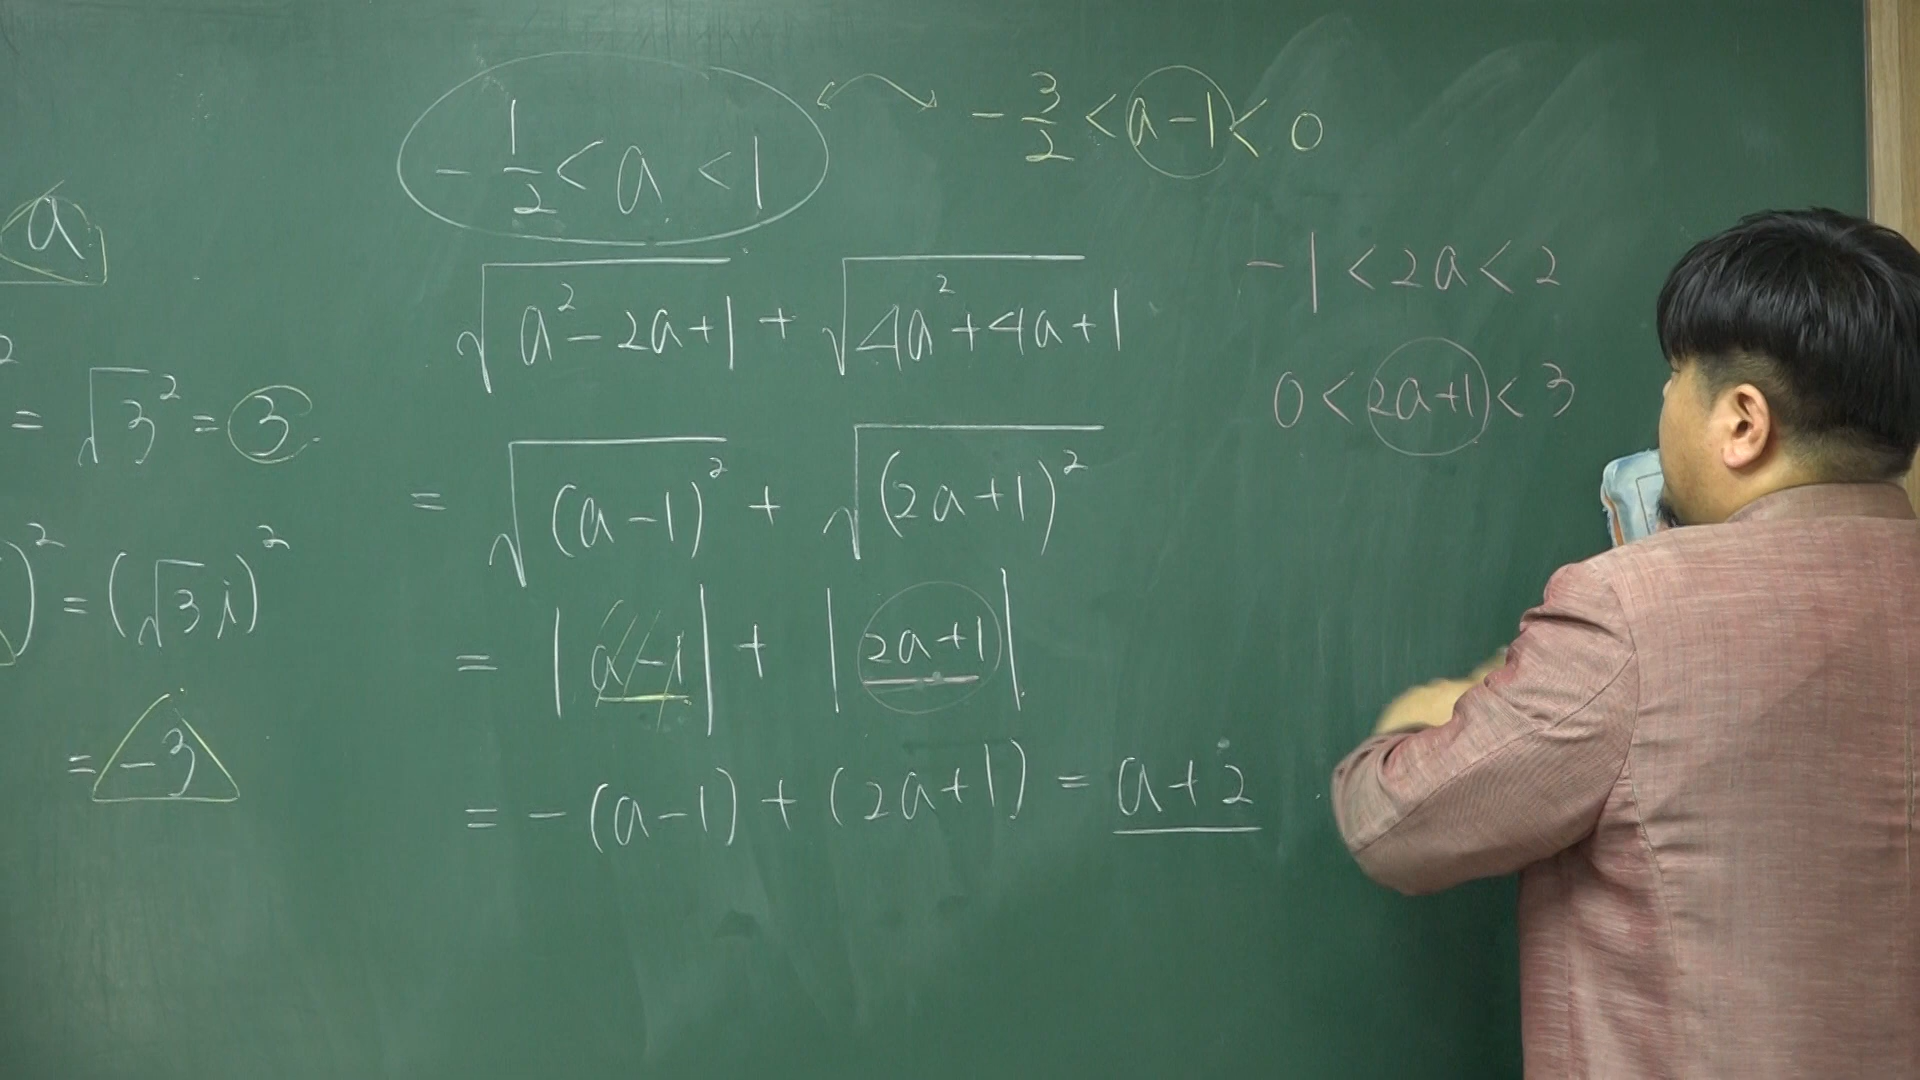 a
2
= √3² = 3
)² = (√3 i)²
= -3
-1/2 < a < 1
-3/2 < a-1 < 0
√a²-2a+1 + √4a²+4a+1
= √(a-1)² + √(2a+1)²
= |a-1| + |2a+1|
= -(a-1) + (2a+1) = a+2
-1 < 2a < 2
0 < 2a+1 < 3